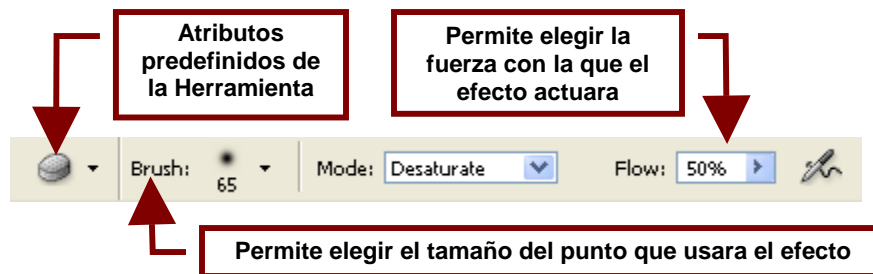 Atributos
predefinidos de
la Herramienta
Permite elegir la
fuerza con la que el
efecto actuara
Brush: 65 Mode: Desaturate Flow: 50%
Permite elegir el tamaño del punto que usara el efecto